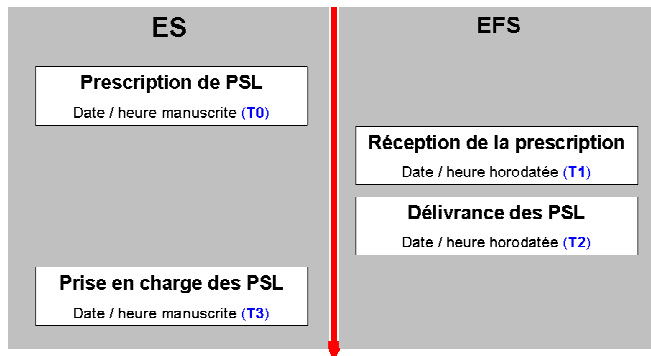 ES
EFS
Prescription de PSL
Date / heure manuscrite (T0)
Réception de la prescription
Date / heure horodatée (T1)
Délivrance des PSL
Date / heure horodatée (T2)
Prise en charge des PSL
Date / heure manuscrite (T3)